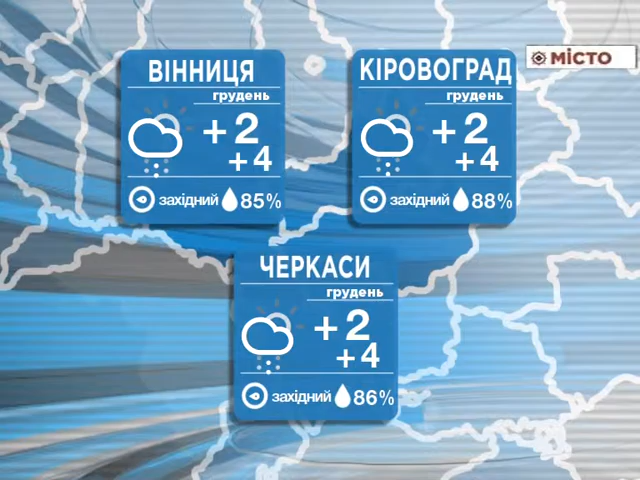 МІСТО
ВІННИЦЯ
грудень
+2
+4
західний 85%
КІРОВОГРАД
грудень
+2
+4
західний 88%
ЧЕРКАСИ
грудень
+2
+4
західний 86%